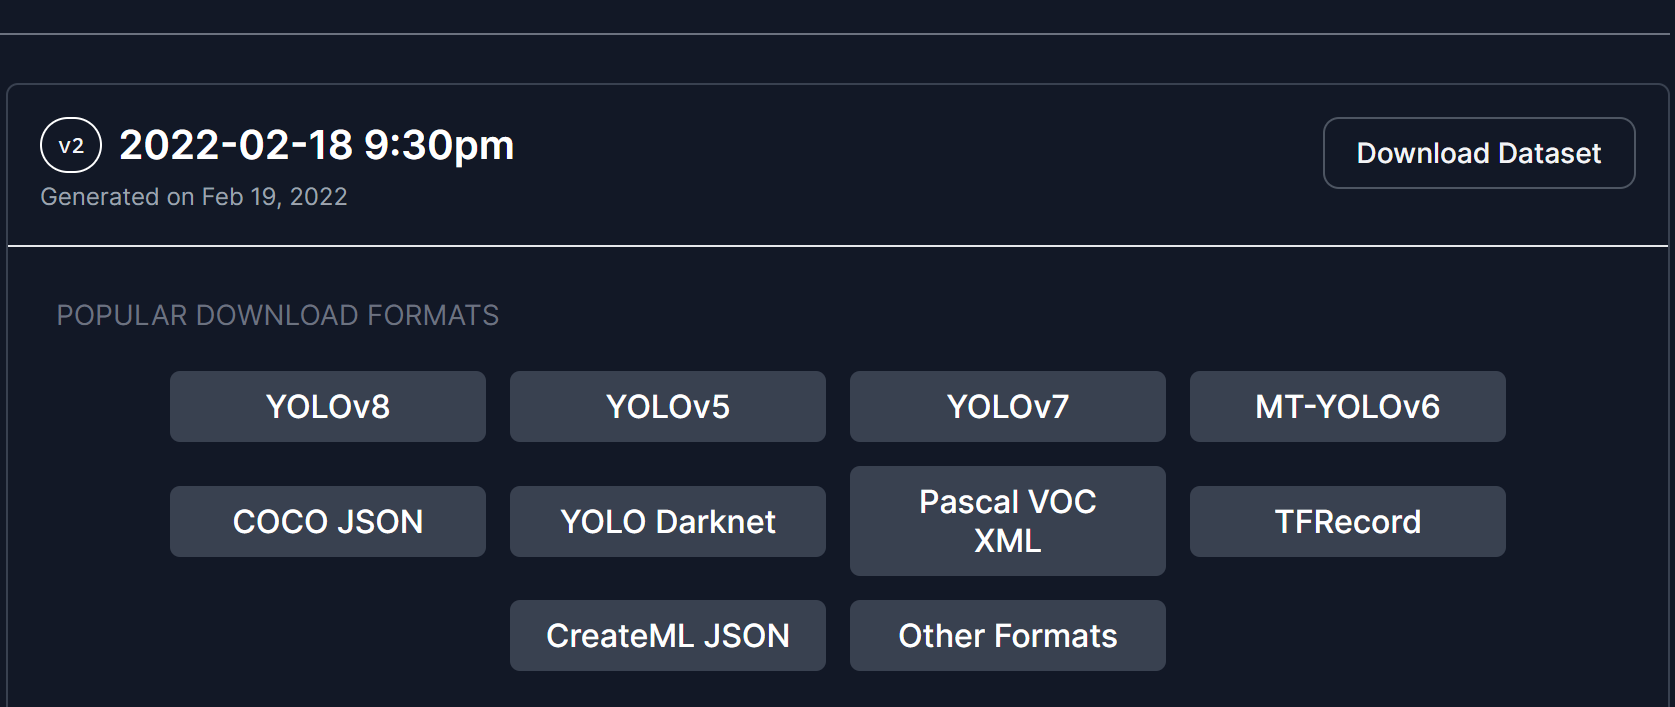 v2 2022-02-18 9:30pm
Download Dataset
Generated on Feb 19, 2022
POPULAR DOWNLOAD FORMATS
YOLOv8
YOLOv5
YOLOv7
MT-YOLOv6
COCO JSON
YOLO Darknet
Pascal VOC
XML
TFRecord
CreateML JSON
Other Formats